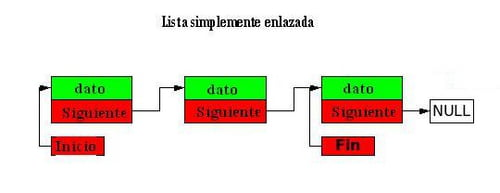 Lista simplemente enlazada
dato
dato
dato
Siguiente
Siguiente
Siguiente
NULL
Inicio
Fin